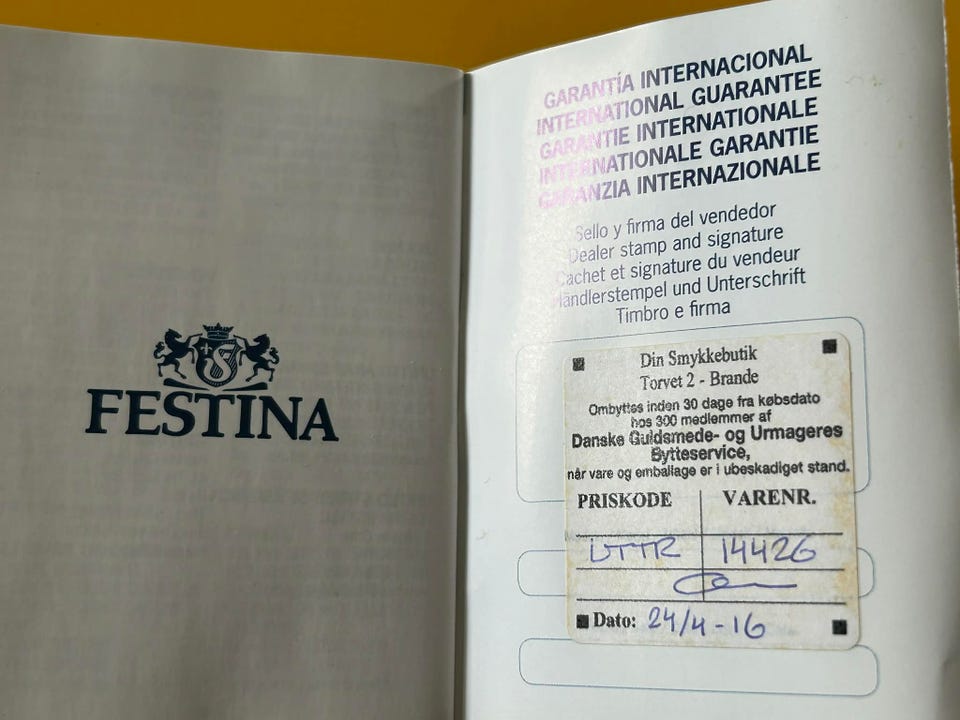 FESTINA
GARANTÍA INTERNACIONAL
INTERNATIONAL GUARANTEE
GARANTIE INTERNATIONALE
INTERNATIONALE GARANTIE
GARANZIA INTERNAZIONALE
Sello y firma del vendedor
Dealer stamp and signature
Cachet et signature du vendeur
Händlerstempel und Unterschrift
Timbro e firma
Din Smykkebutik
Torvet 2 - Brande
Ombyttes inden 30 dage fra købsdato
hos 300 medlemmer af
Danske Guldsmede- og Urmageres
Bytteservice,
når vare og emballage er i ubeskadiget stand.
PRISKODE VARENR.
14426
Dato: 24/4-16